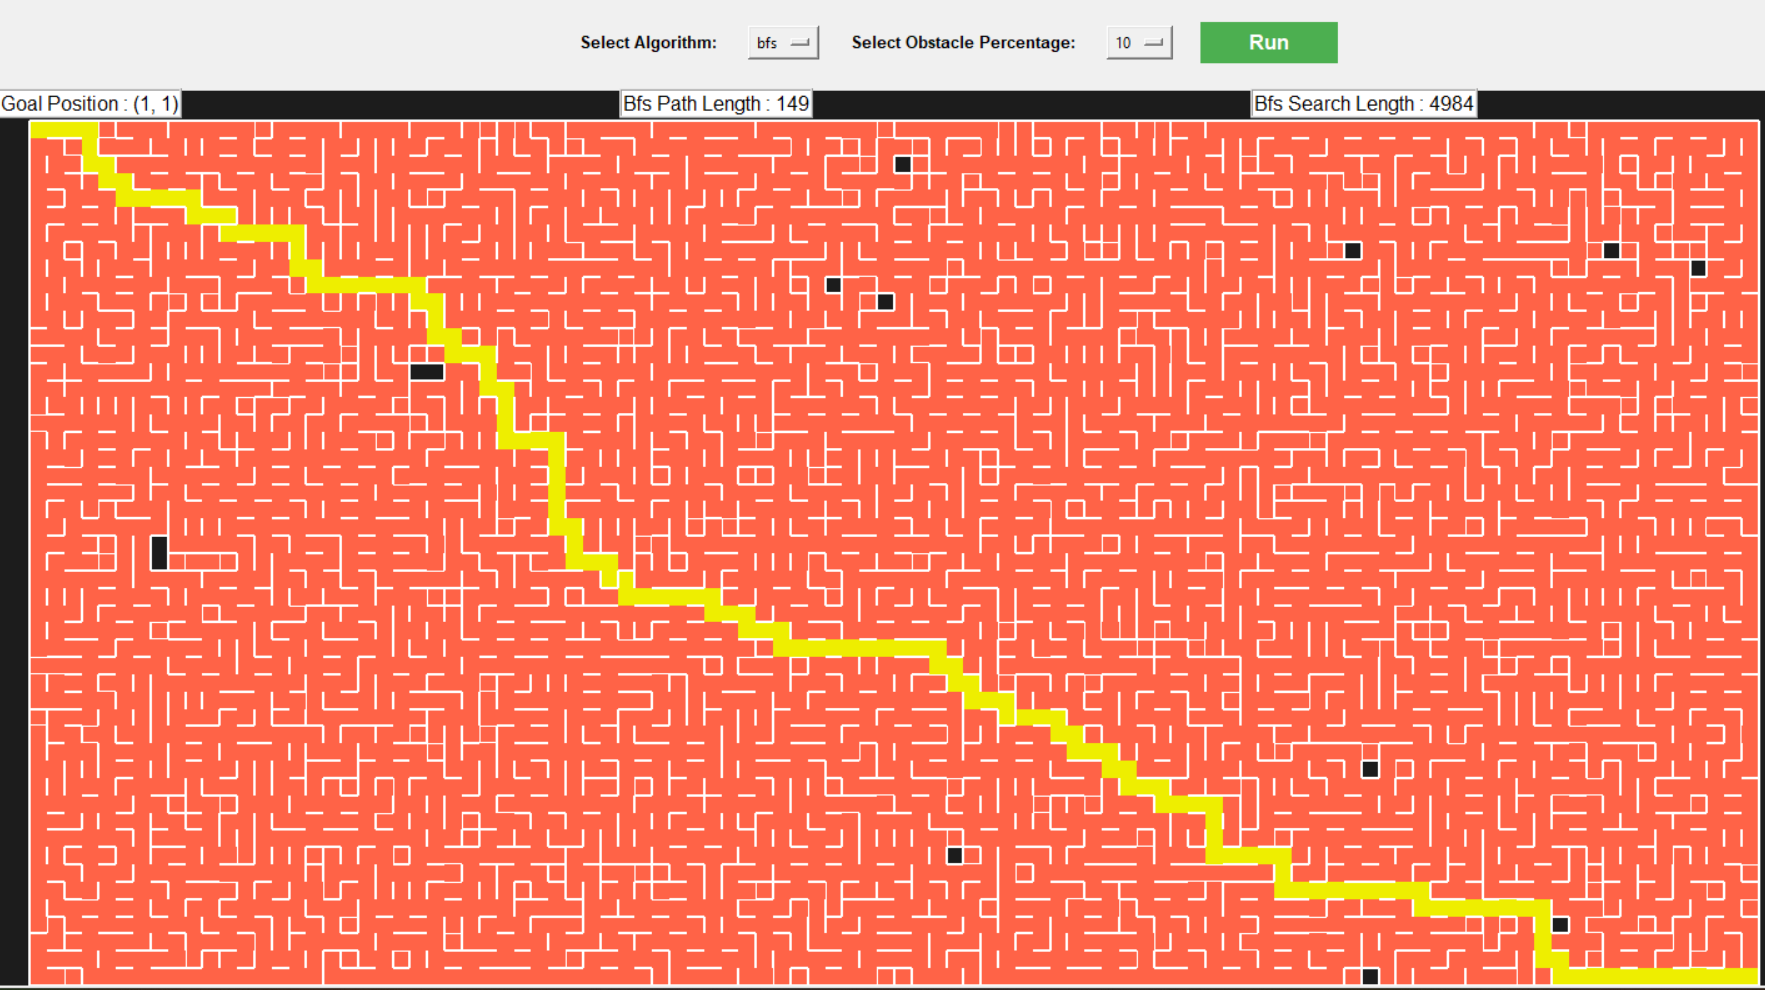 Select Algorithm: bfs Select Obstacle Percentage: 10 Run
Goal Position : (1, 1) Bfs Path Length : 149 Bfs Search Length : 4984